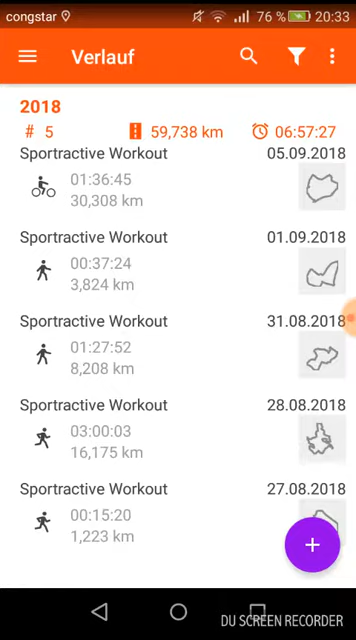 congstar 76 % 20:33
Verlauf
2018
# 5 59,738 km 06:57:27
Sportractive Workout 05.09.2018
01:36:45
30,308 km
Sportractive Workout 01.09.2018
00:37:24
3,824 km
Sportractive Workout 31.08.2018
01:27:52
8,208 km
Sportractive Workout 28.08.2018
03:00:03
16,175 km
Sportractive Workout 27.08.2018
00:15:20
1,223 km
+
DU SCREEN RECORDER